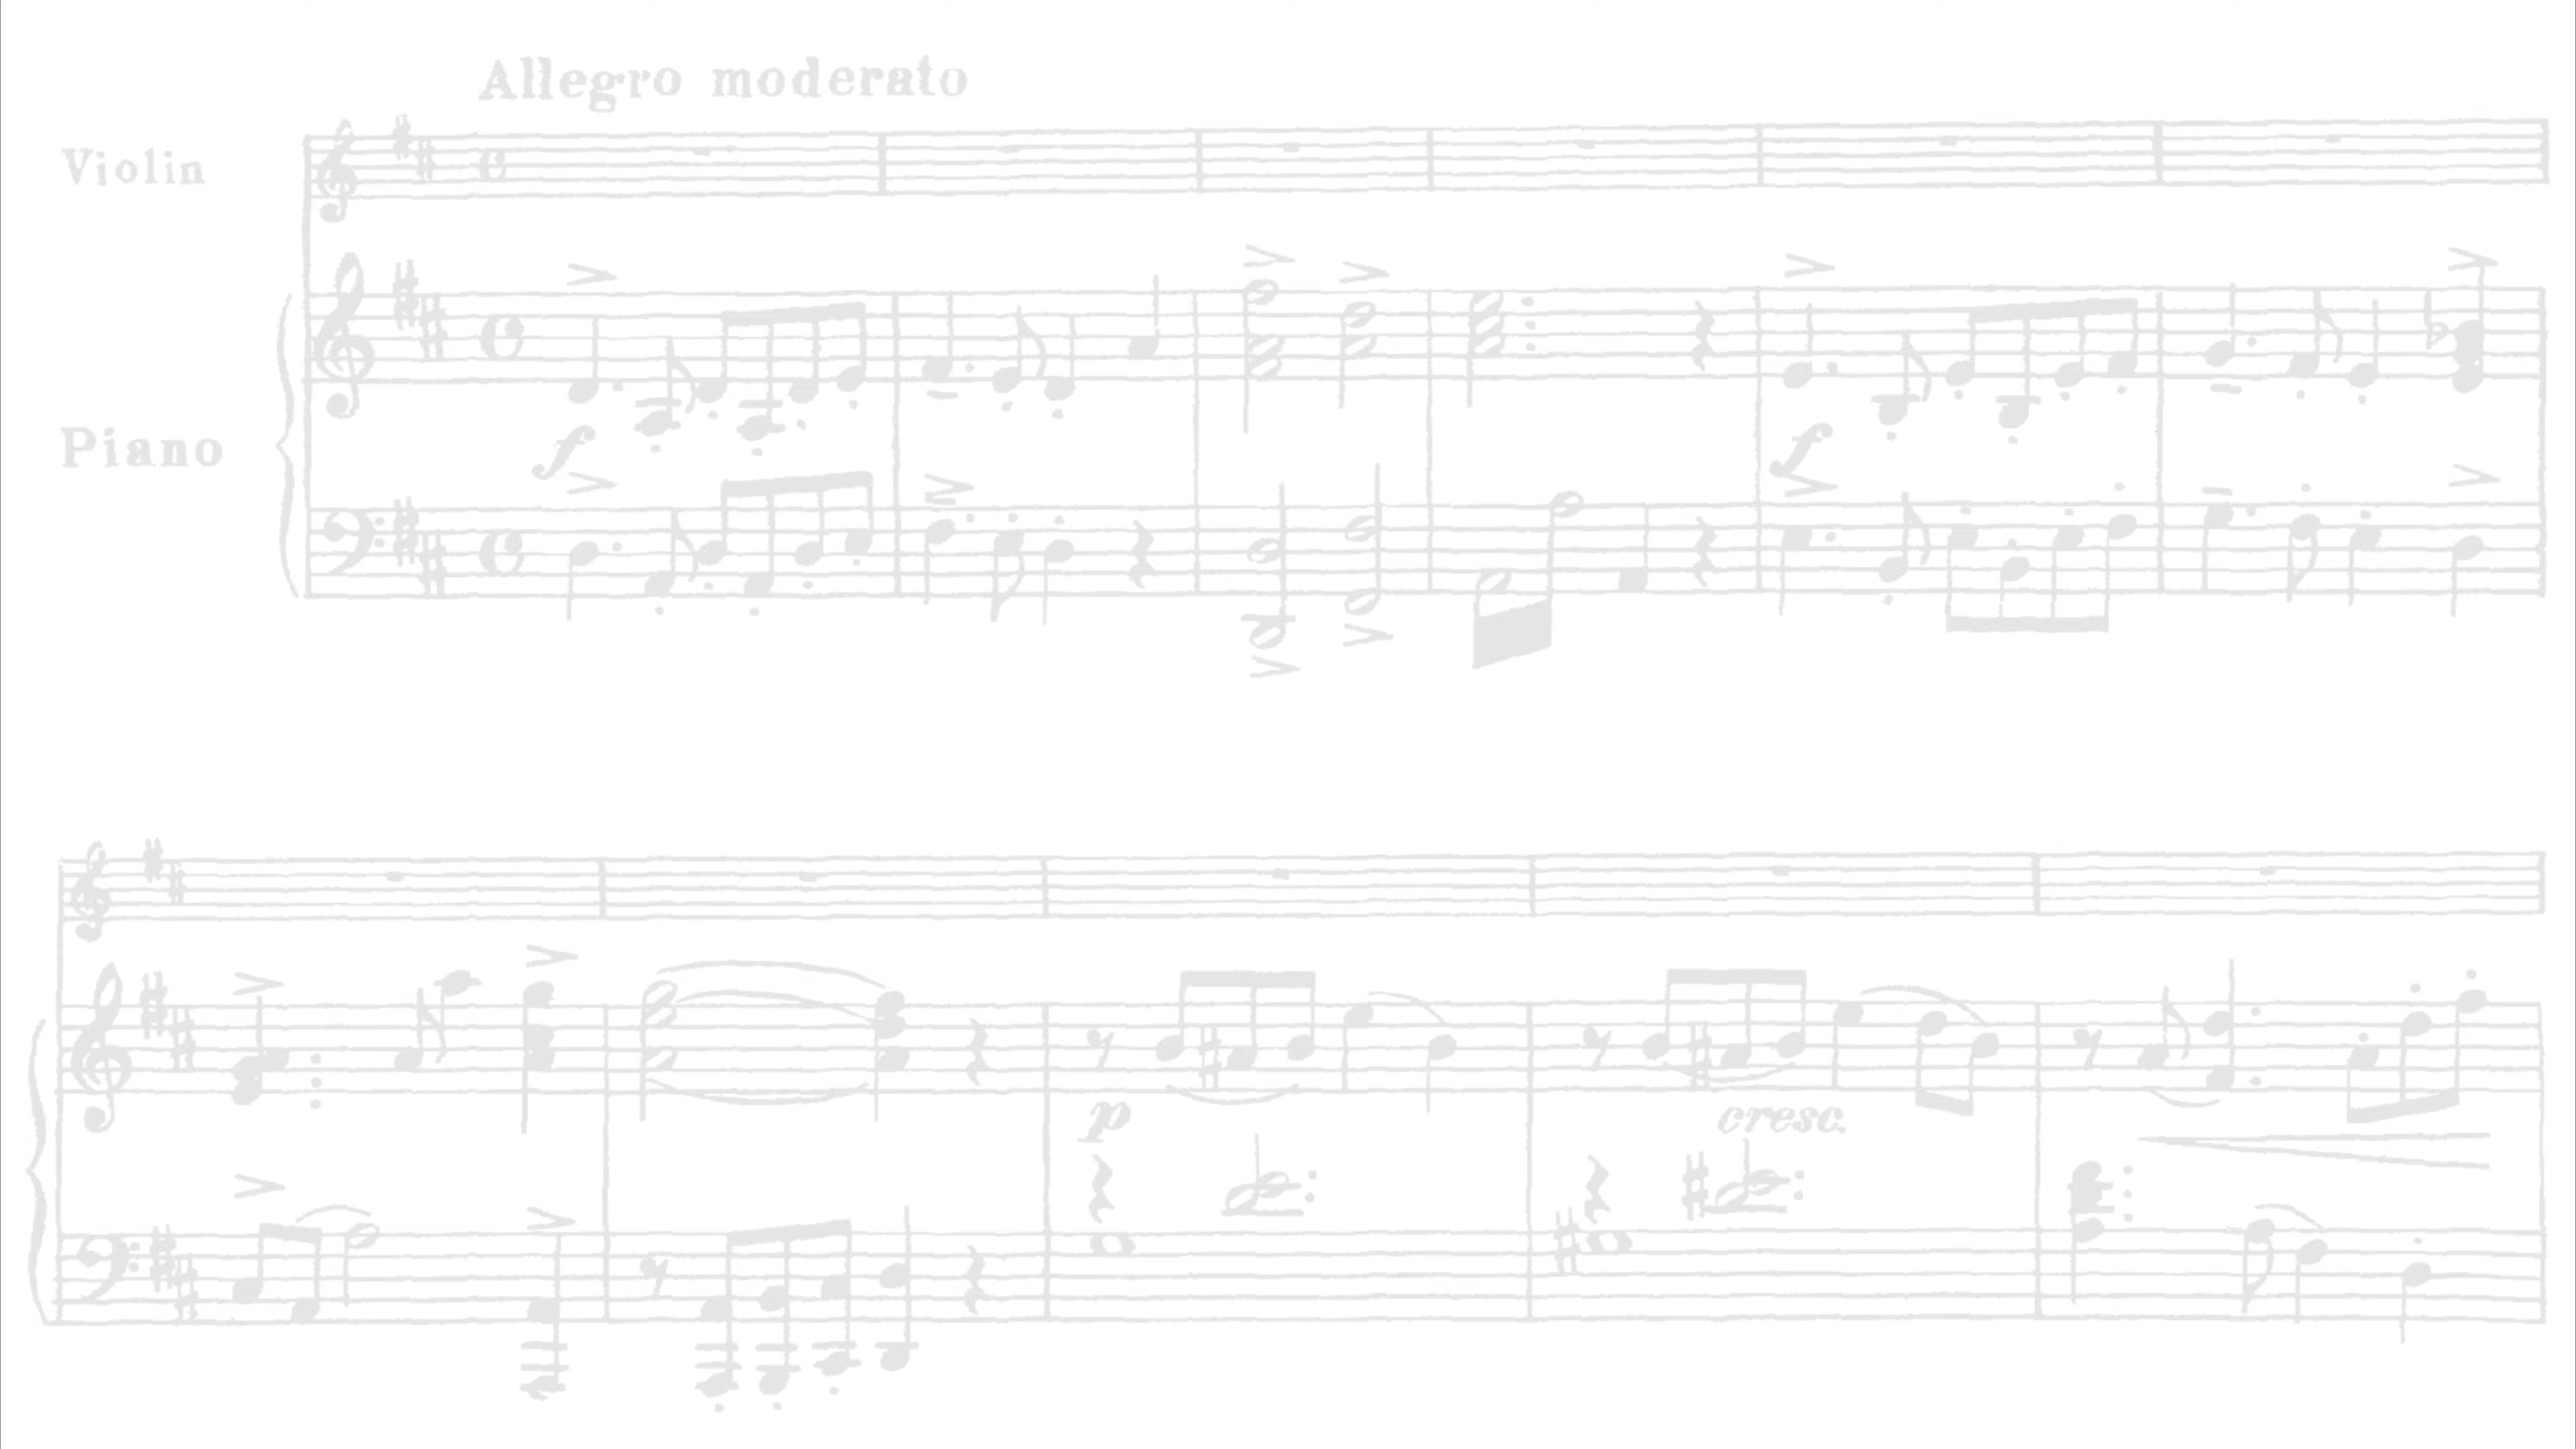 Allegro moderato
Violin
Piano
f
f
p
cresc.